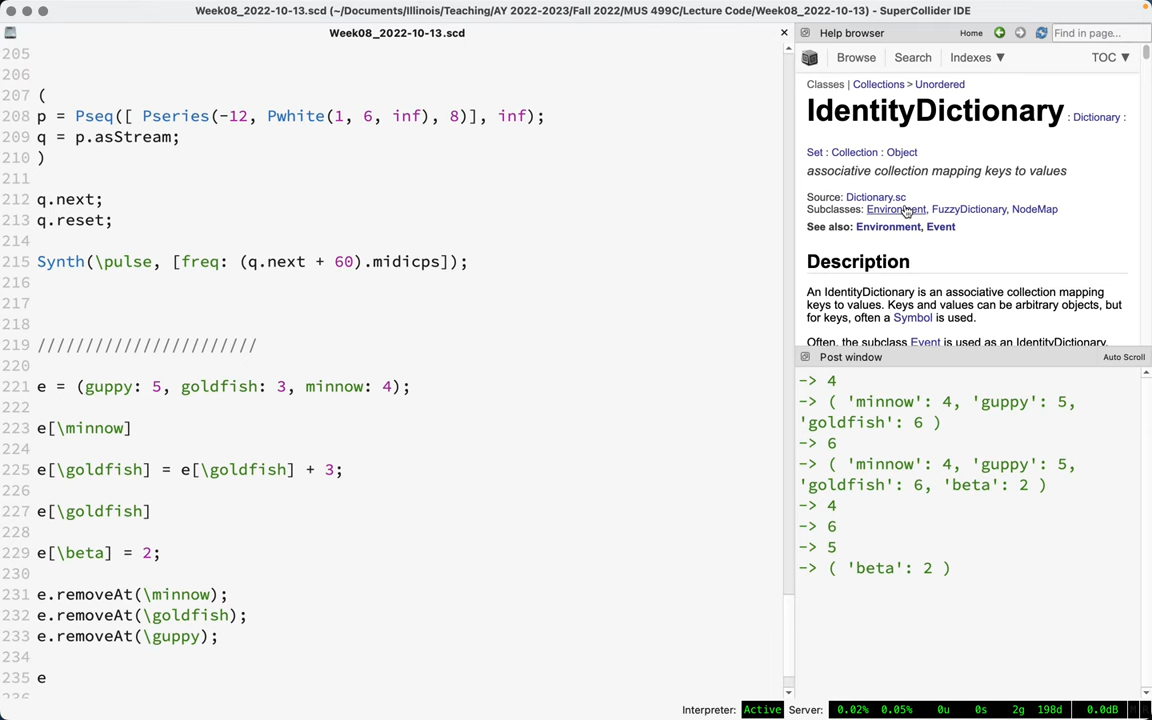 Week08_2022-10-13.scd (~/Documents/Illinois/Teaching/AY 2022-2023/Fall 2022/MUS 499C/Lecture Code/Week08_2022-10-13) - SuperCollider IDE
Week08_2022-10-13.scd
205
206
207 (
208 p = Pseq([ Pseries(-12, Pwhite(1, 6, inf), 8)], inf);
209 q = p.asStream;
210 )
211
212 q.next;
213 q.reset;
214
215 Synth(\pulse, [freq: (q.next + 60).midicps]);
216
217
218
219 ///////////////////////
220
221 e = (guppy: 5, goldfish: 3, minnow: 4);
222
223 e[\minnow]
224
225 e[\goldfish] = e[\goldfish] + 3;
226
227 e[\goldfish]
228
229 e[\beta] = 2;
230
231 e.removeAt(\minnow);
232 e.removeAt(\goldfish);
233 e.removeAt(\guppy);
234
235 e
236
Help browser Home Find in page...
Browse Search Indexes ▼ TOC ▼
Classes | Collections > Unordered
IdentityDictionary : Dictionary :
Set : Collection : Object
associative collection mapping keys to values
Source: Dictionary.sc
Subclasses: Environment, FuzzyDictionary, NodeMap
See also: Environment, Event
Description
An IdentityDictionary is an associative collection mapping
keys to values. Keys and values can be arbitrary objects, but
for keys, often a Symbol is used.
Often, the subclass Event is used as an IdentityDictionary,
Post window Auto Scroll
-> 4
-> ( 'minnow': 4, 'guppy': 5,
'goldfish': 6 )
-> 6
-> ( 'minnow': 4, 'guppy': 5,
'goldfish': 6, 'beta': 2 )
-> 4
-> 6
-> 5
-> ( 'beta': 2 )
Interpreter: Active Server: 0.02% 0.05% 0u 0s 2g 198d 0.0dB M R